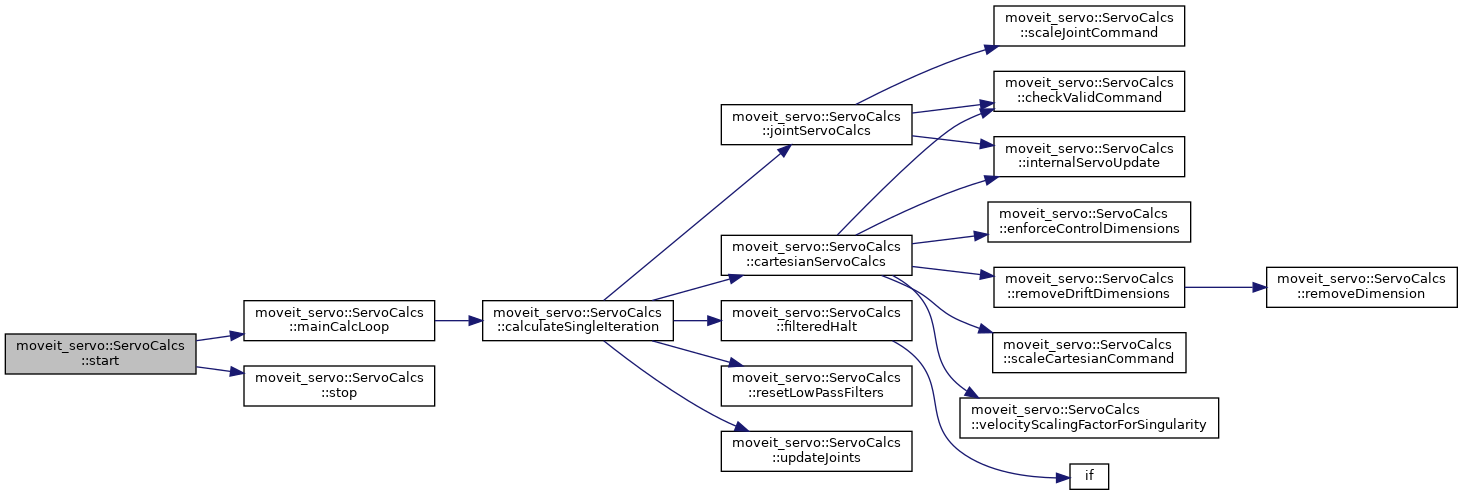 moveit_servo::ServoCalcs
::start
moveit_servo::ServoCalcs
::mainCalcLoop
moveit_servo::ServoCalcs
::stop
moveit_servo::ServoCalcs
::calculateSingleIteration
moveit_servo::ServoCalcs
::jointServoCalcs
moveit_servo::ServoCalcs
::cartesianServoCalcs
moveit_servo::ServoCalcs
::filteredHalt
moveit_servo::ServoCalcs
::resetLowPassFilters
moveit_servo::ServoCalcs
::updateJoints
moveit_servo::ServoCalcs
::scaleJointCommand
moveit_servo::ServoCalcs
::checkValidCommand
moveit_servo::ServoCalcs
::internalServoUpdate
moveit_servo::ServoCalcs
::enforceControlDimensions
moveit_servo::ServoCalcs
::removeDriftDimensions
moveit_servo::ServoCalcs
::scaleCartesianCommand
moveit_servo::ServoCalcs
::velocityScalingFactorForSingularity
if
moveit_servo::ServoCalcs
::removeDimension